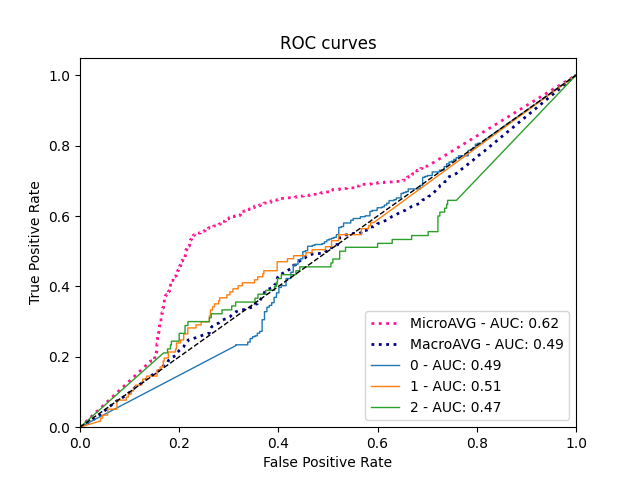 ROC curves
True Positive Rate
1.0
0.8
0.6
0.4
0.2
0.0
0.0 0.2 0.4 0.6 0.8 1.0
False Positive Rate
MicroAVG - AUC: 0.62
MacroAVG - AUC: 0.49
0 - AUC: 0.49
1 - AUC: 0.51
2 - AUC: 0.47